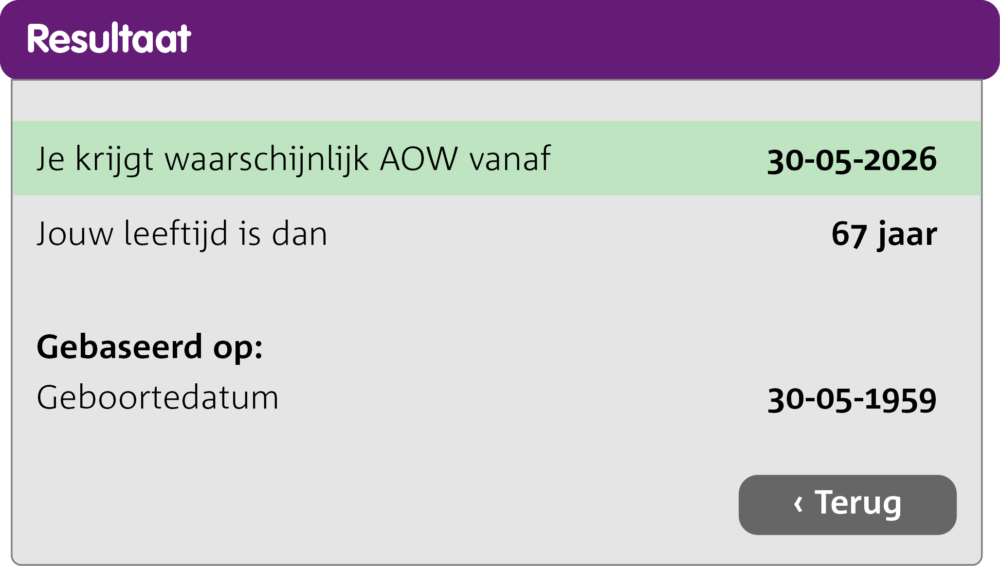 Resultaat
Je krijgt waarschijnlijk AOW vanaf 30-05-2026
Jouw leeftijd is dan 67 jaar
Gebaseerd op:
Geboortedatum 30-05-1959
‹ Terug